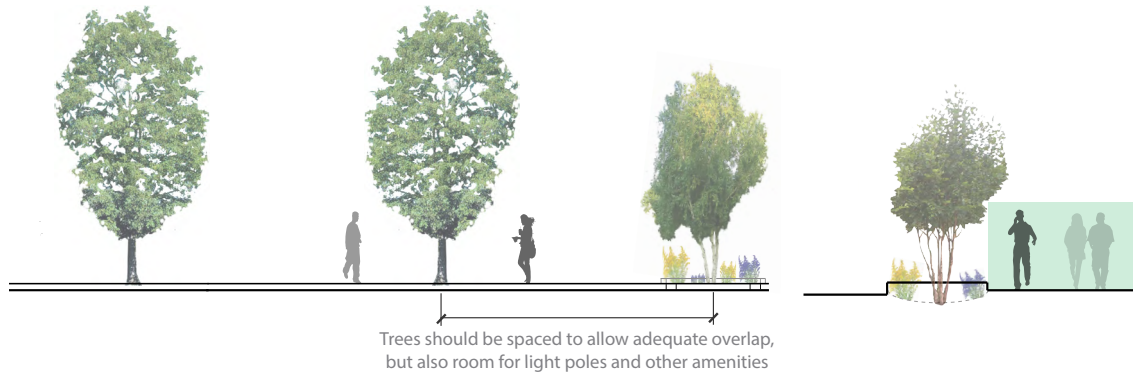 Trees should be spaced to allow adequate overlap,
but also room for light poles and other amenities